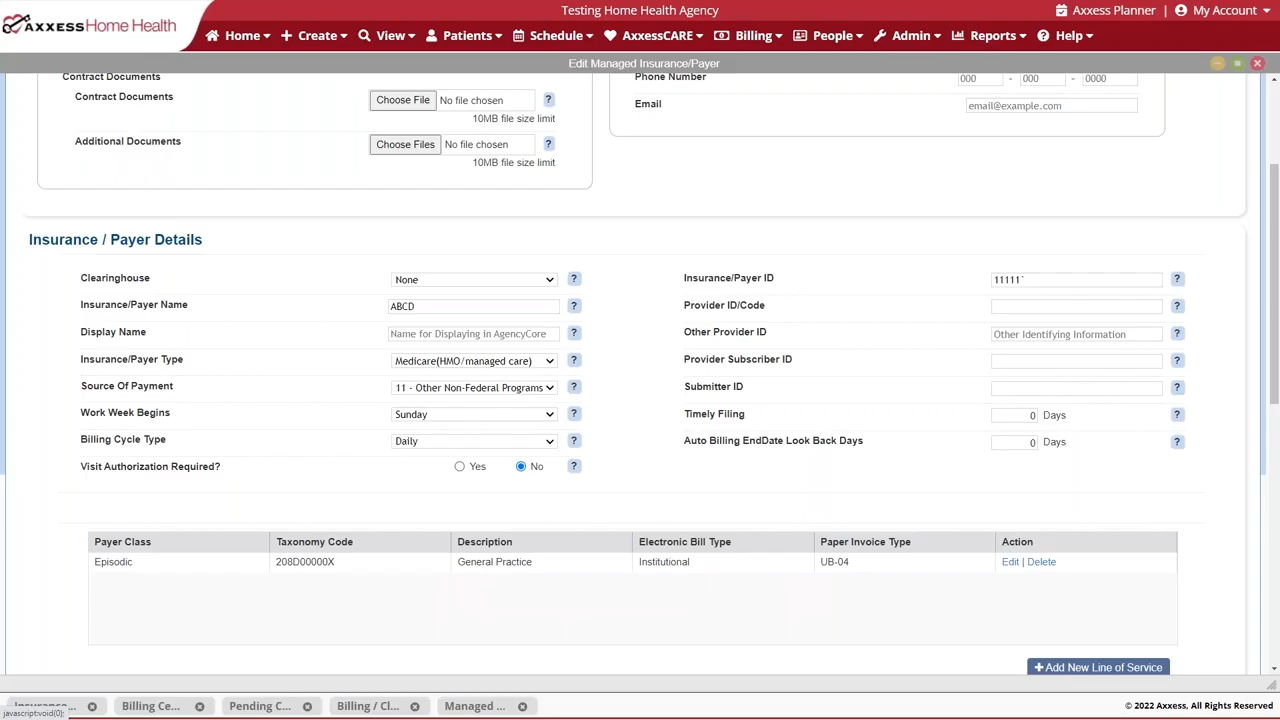 Testing Home Health Agency
Axxess Planner | My Account
AXXESS Home Health
Home Create View Patients Schedule AxxessCARE Billing People Admin Reports Help
Edit Managed Insurance/Payer
Contract Documents
Contract Documents Choose File No file chosen ?
10MB file size limit
Additional Documents Choose Files No file chosen ?
10MB file size limit
Phone Number 000 - 000 - 0000
Email email@example.com
Insurance / Payer Details
Clearinghouse None ?
Insurance/Payer Name ABCD ?
Display Name Name for Displaying in AgencyCore ?
Insurance/Payer Type Medicare(HMO/managed care) ?
Source Of Payment 11 - Other Non-Federal Programs ?
Work Week Begins Sunday ?
Billing Cycle Type Daily ?
Visit Authorization Required? Yes No ?
Insurance/Payer ID 11111` ?
Provider ID/Code ?
Other Provider ID Other Identifying Information ?
Provider Subscriber ID ?
Submitter ID ?
Timely Filing 0 Days ?
Auto Billing EndDate Look Back Days 0 Days ?
Payer Class Taxonomy Code Description Electronic Bill Type Paper Invoice Type Action
Episodic 208D00000X General Practice Institutional UB-04 Edit | Delete
+ Add New Line of Service
Insurance... Billing Ce... Pending C... Billing / Cl... Managed ... © 2022 Axxess, All Rights Reserved
javascript:void(0);